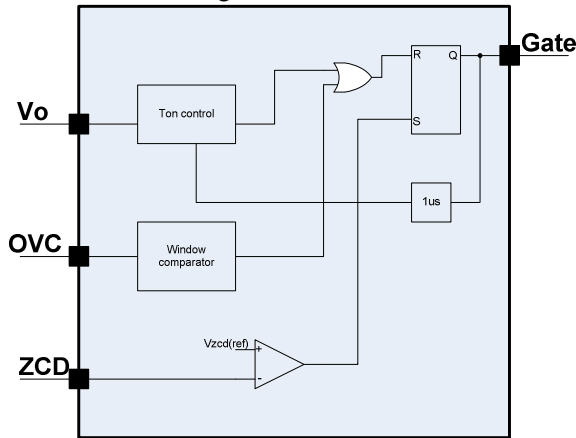 Gate
R Q
Vo
Ton control
S
1us
OVC
Window
comparator
Vzcd(ref)
+
-
ZCD